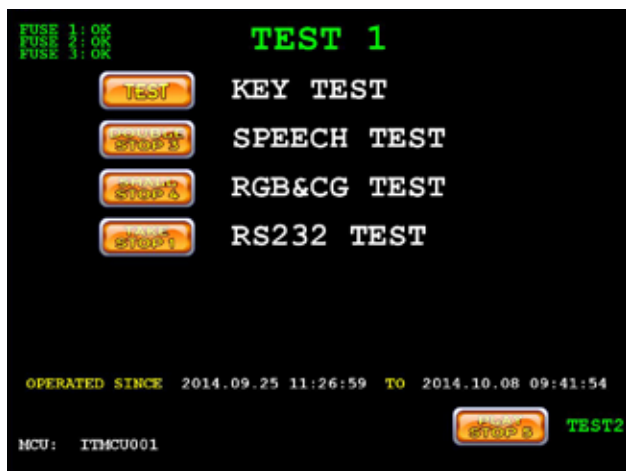 FUSE 1: OK
FUSE 2: OK
FUSE 3: OK
TEST 1
TEST KEY TEST
DOUBLE STOP 3 SPEECH TEST
STOP 4 RGB&CG TEST
TAKE STOP 1 RS232 TEST
OPERATED SINCE 2014.09.25 11:26:59 TO 2014.10.08 09:41:54
STOP 5 TEST2
MCU: ITMCU001